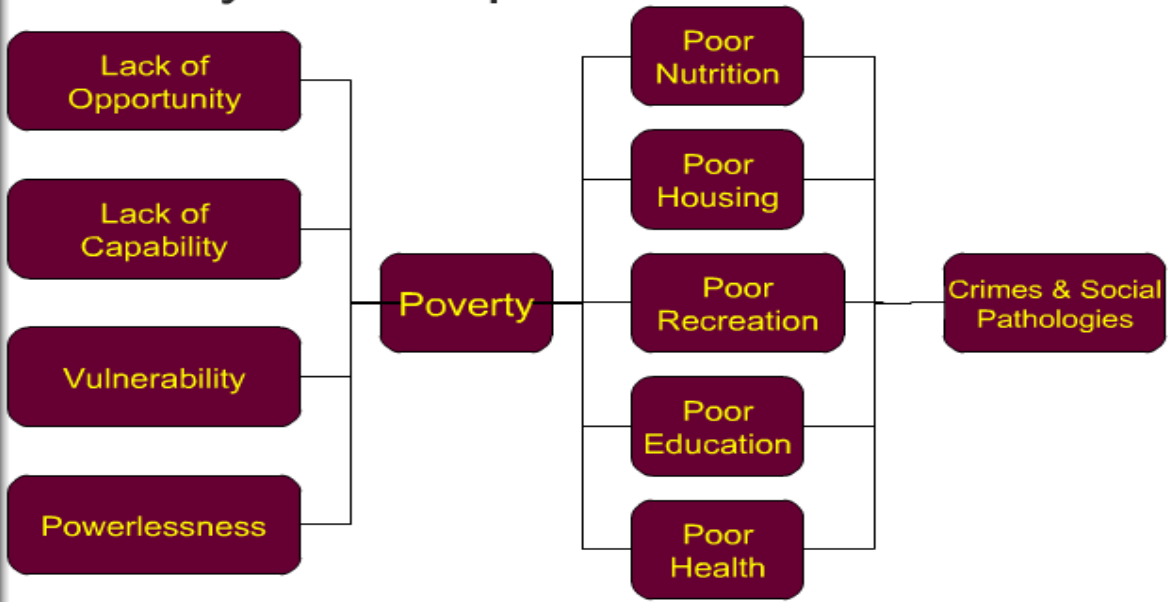 Lack of
Opportunity
Lack of
Capability
Vulnerability
Powerlessness
Poverty
Poor
Nutrition
Poor
Housing
Poor
Recreation
Poor
Education
Poor
Health
Crimes & Social
Pathologies